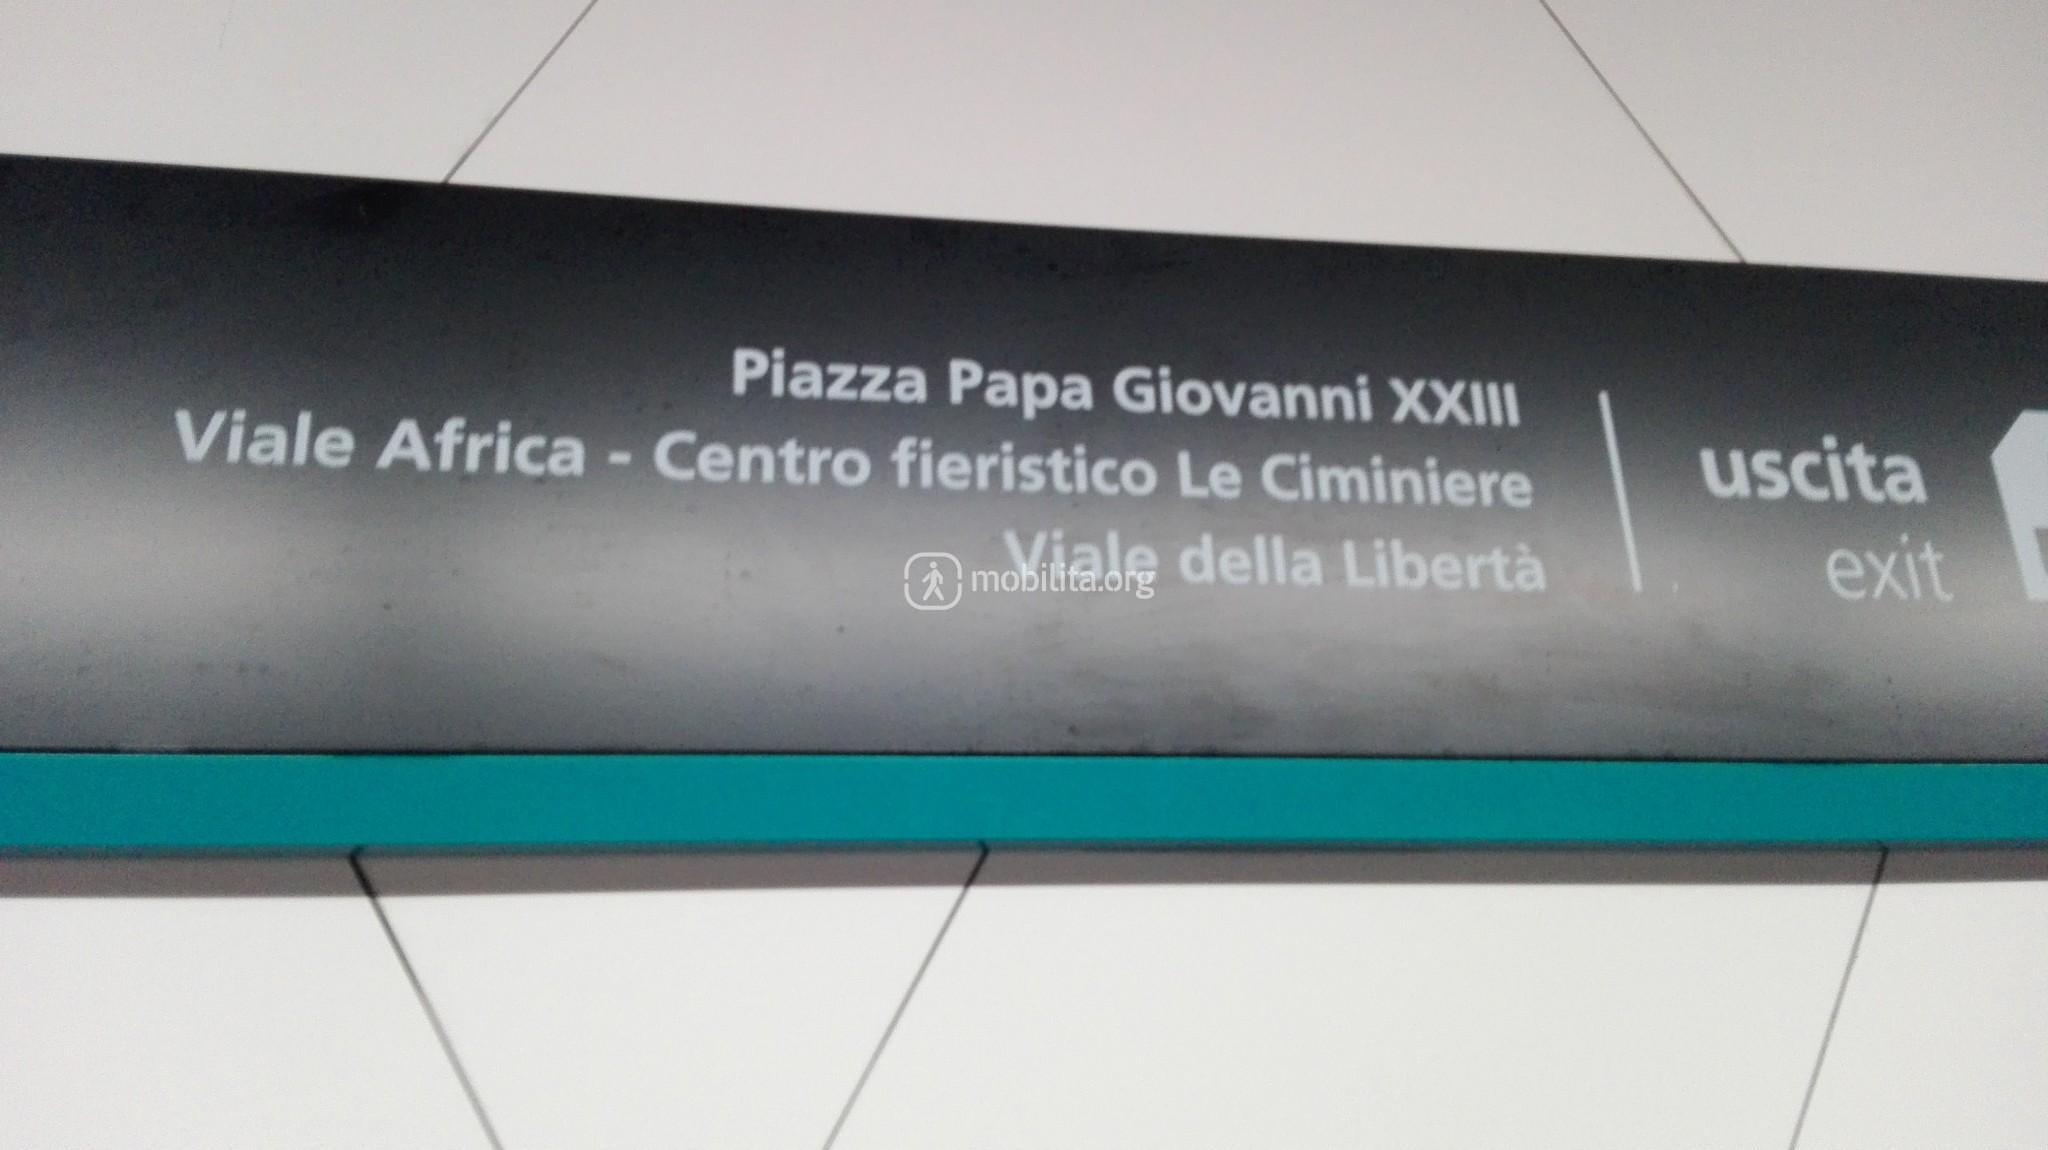 Piazza Papa Giovanni XXIII
Viale Africa - Centro fieristico Le Ciminiere
Viale della Libertà
uscita
exit
mobilita.org